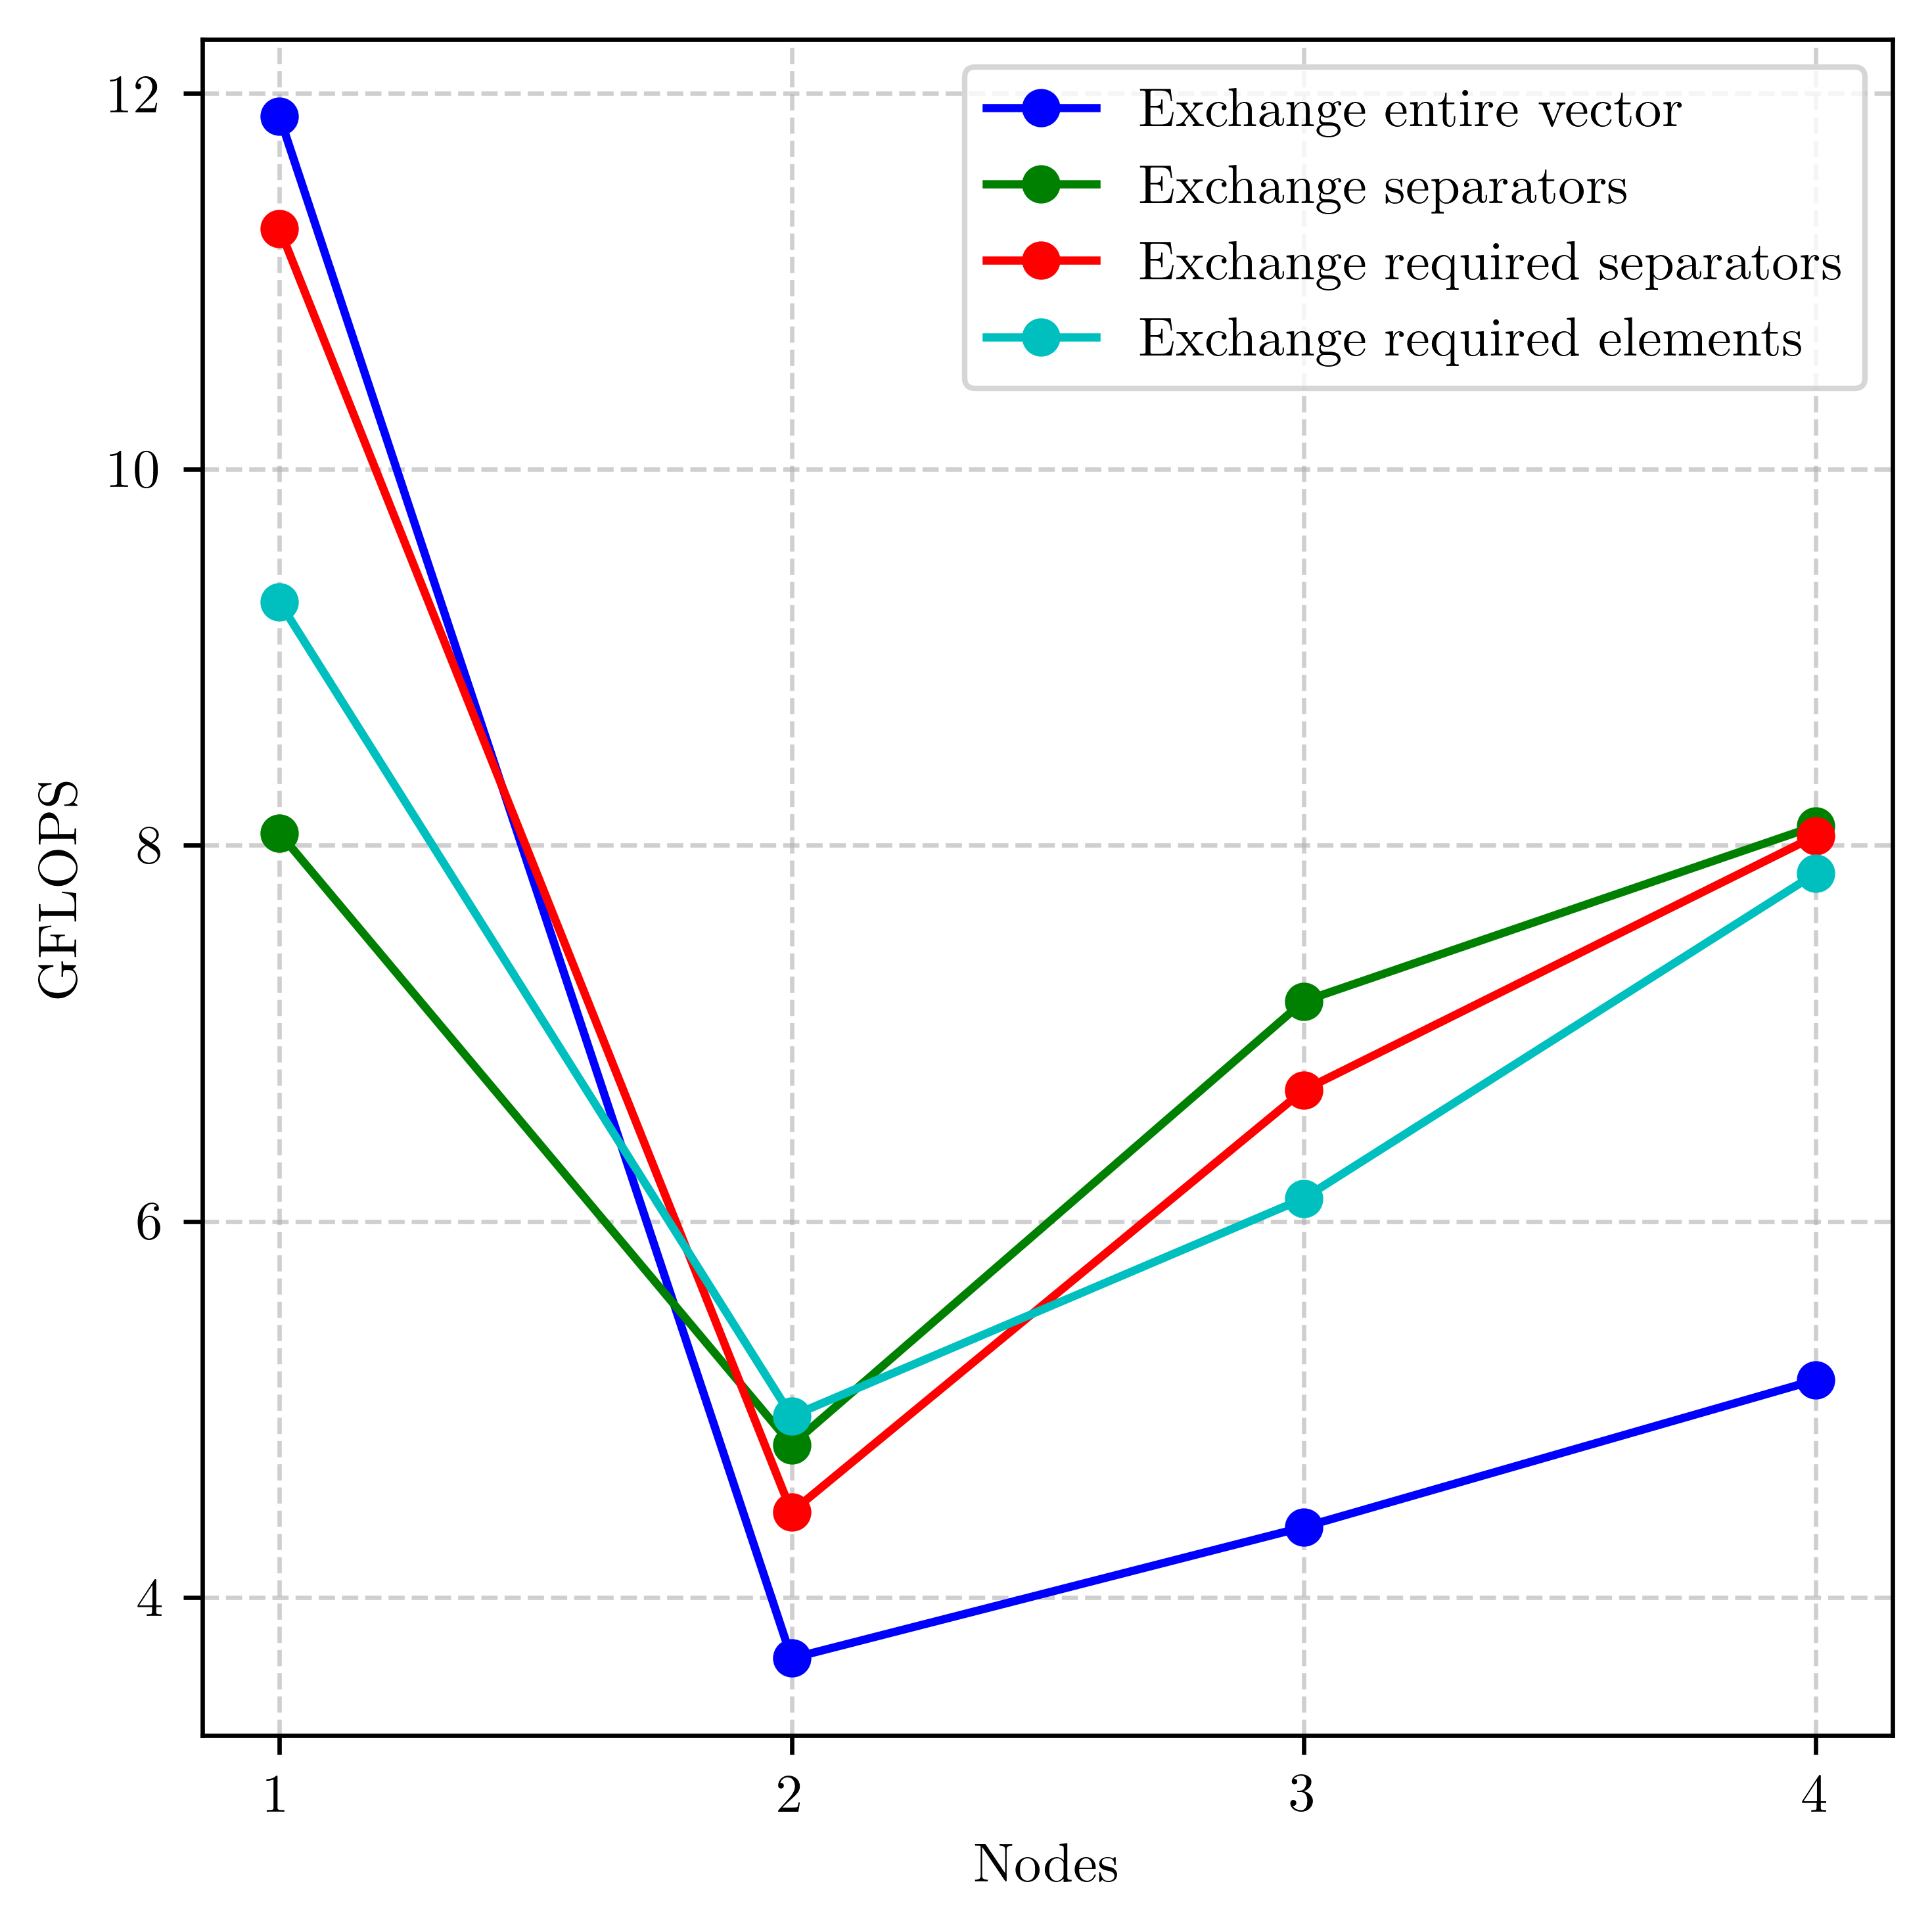 12
10
8
6
4
GFLOPS
Exchange entire vector
Exchange separators
Exchange required separators
Exchange required elements
1
2
3
4
Nodes